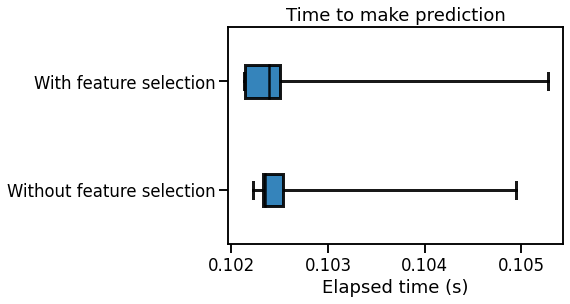 Time to make prediction
With feature selection
Without feature selection
0.102 0.103 0.104 0.105
Elapsed time (s)